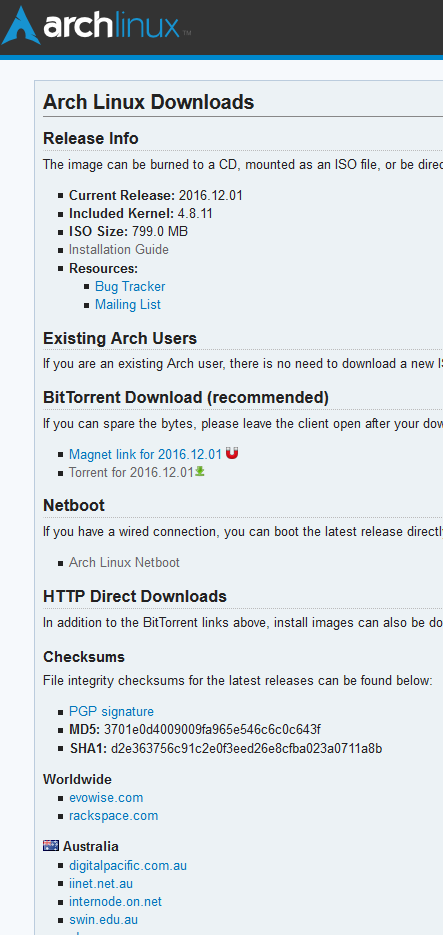 archlinux™
Arch Linux Downloads
Release Info
The image can be burned to a CD, mounted as an ISO file, or be direc
Current Release: 2016.12.01
Included Kernel: 4.8.11
ISO Size: 799.0 MB
Installation Guide
Resources:
Bug Tracker
Mailing List
Existing Arch Users
If you are an existing Arch user, there is no need to download a new IS
BitTorrent Download (recommended)
If you can spare the bytes, please leave the client open after your dow
Magnet link for 2016.12.01
Torrent for 2016.12.01
Netboot
If you have a wired connection, you can boot the latest release directl
Arch Linux Netboot
HTTP Direct Downloads
In addition to the BitTorrent links above, install images can also be do
Checksums
File integrity checksums for the latest releases can be found below:
PGP signature
MD5: 3701e0d4009009fa965e546c6c0c643f
SHA1: d2e363756c91c2e0f3eed26e8cfba023a0711a8b
Worldwide
evowise.com
rackspace.com
Australia
digitalpacific.com.au
iinet.net.au
internode.on.net
swin.edu.au